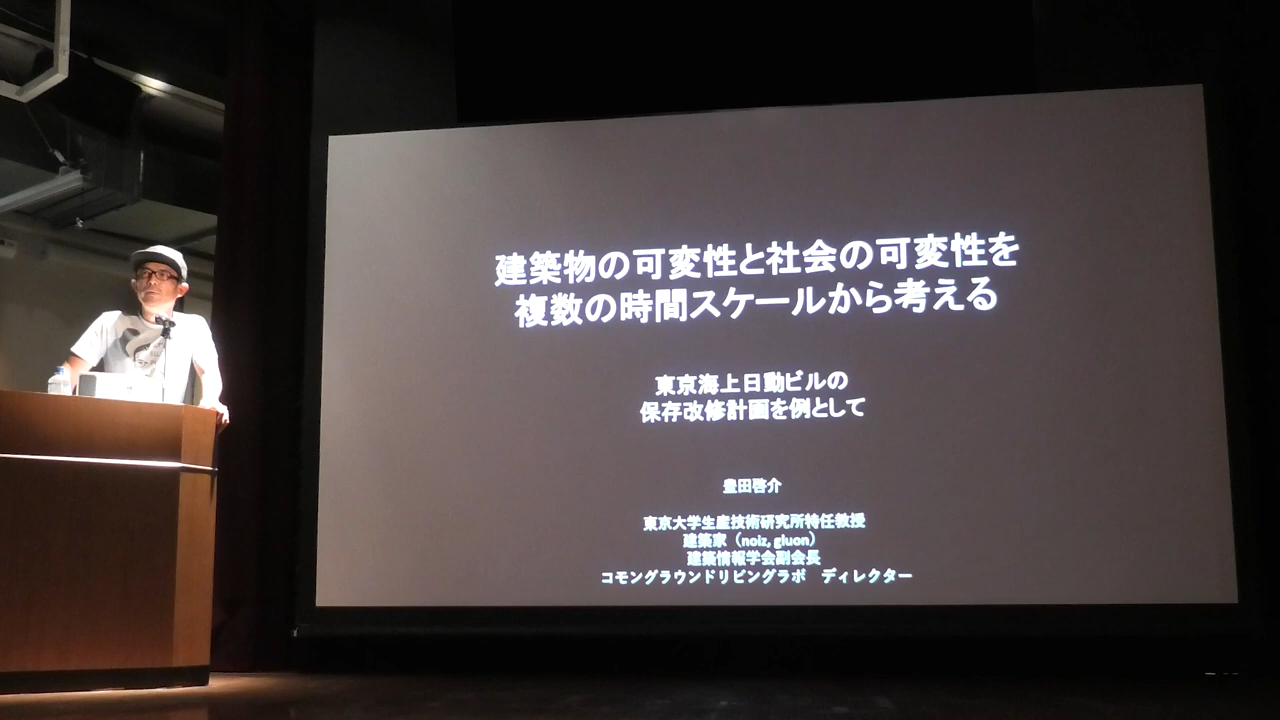 建築物の可変性と社会の可変性を
複数の時間スケールから考える
東京海上日動ビルの
保存改修計画を例として
豊田啓介
東京大学生産技術研究所特任教授
建築家（noiz, gluon）
建築情報学会副会長
コモングラウンドリビングラボ　ディレクター